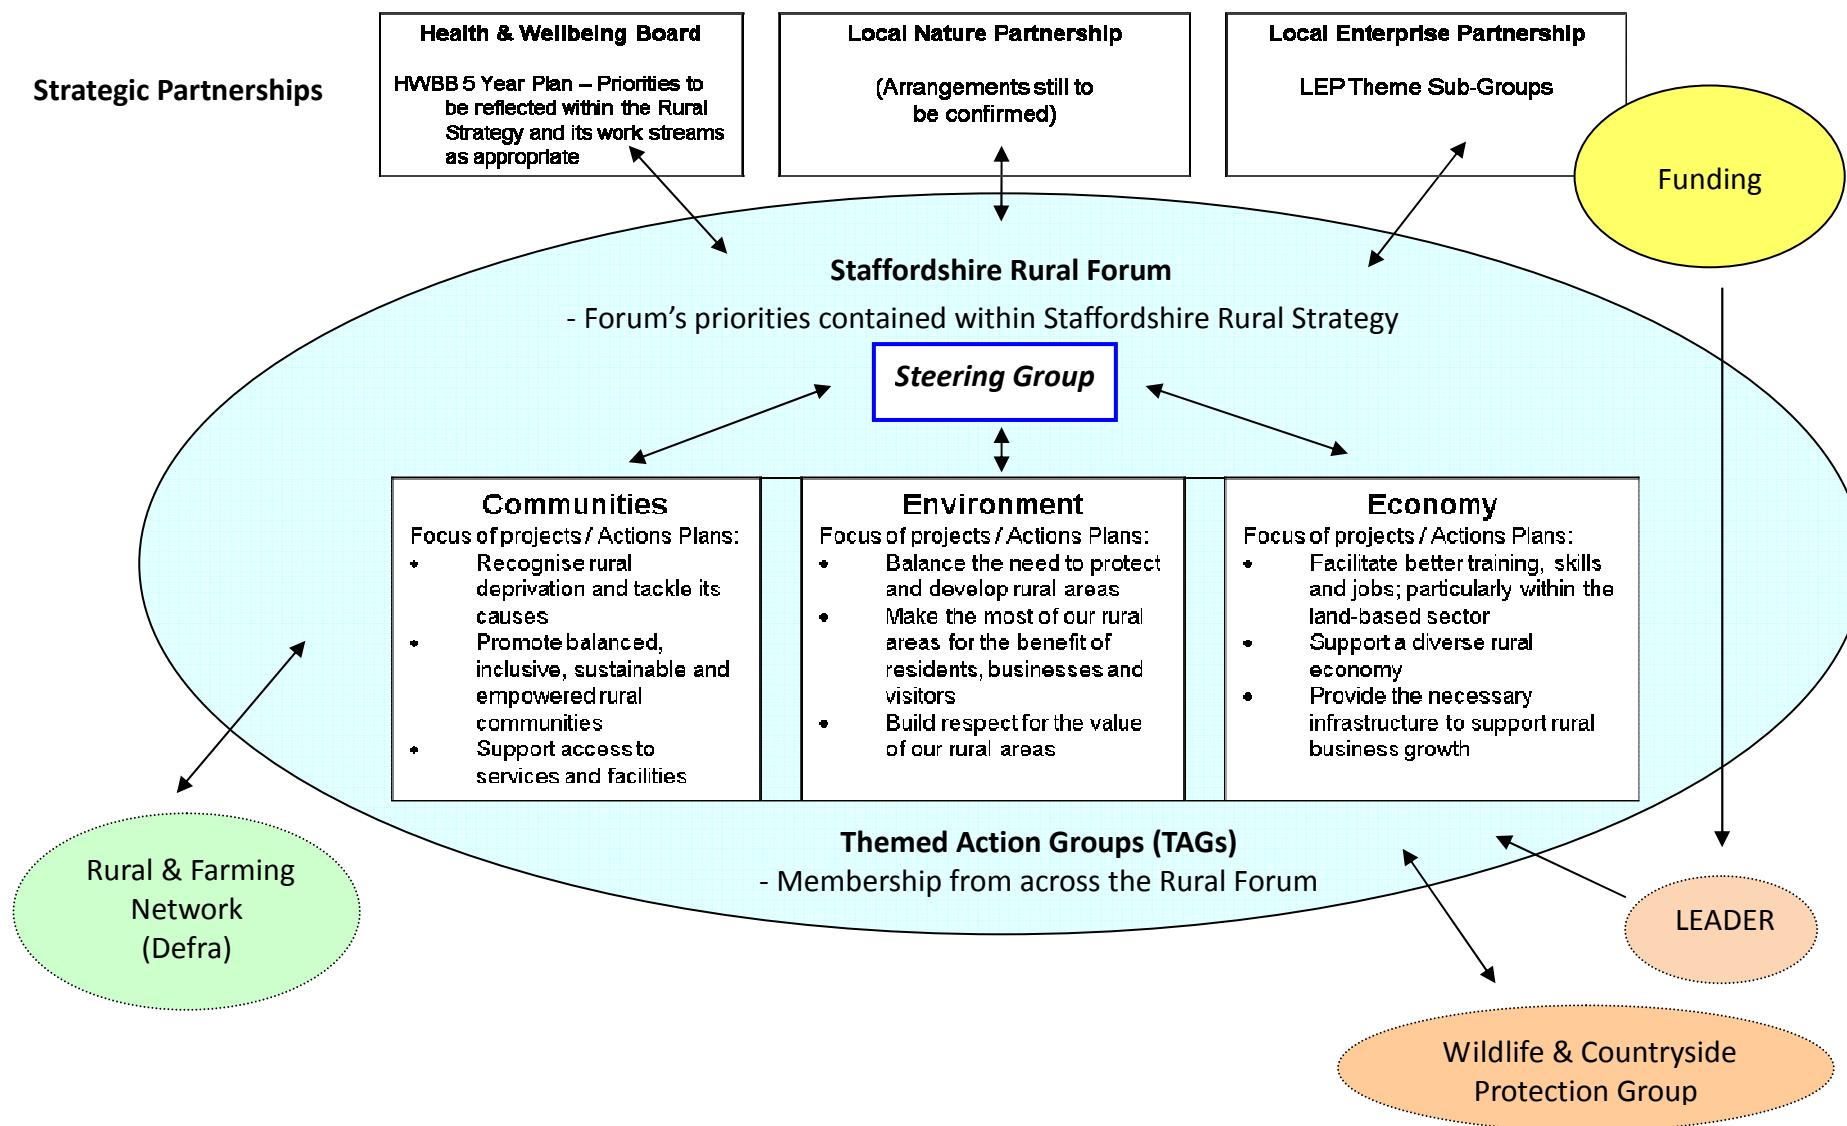 Strategic Partnerships
Health & Wellbeing Board
HWBB 5 Year Plan – Priorities to
be reflected within the Rural
Strategy and its work streams
as appropriate
Local Nature Partnership
(Arrangements still to
be confirmed)
Local Enterprise Partnership
LEP Theme Sub-Groups
Funding
Staffordshire Rural Forum
- Forum’s priorities contained within Staffordshire Rural Strategy
Steering Group
Communities
Focus of projects / Actions Plans:
• Recognise rural
deprivation and tackle its
causes
• Promote balanced,
inclusive, sustainable and
empowered rural
communities
• Support access to
services and facilities
Environment
Focus of projects / Actions Plans:
• Balance the need to protect
and develop rural areas
• Make the most of our rural
areas for the benefit of
residents, businesses and
visitors
• Build respect for the value
of our rural areas
Economy
Focus of projects / Actions Plans:
• Facilitate better training, skills
and jobs; particularly within the
land-based sector
• Support a diverse rural
economy
• Provide the necessary
infrastructure to support rural
business growth
Themed Action Groups (TAGs)
- Membership from across the Rural Forum
Rural & Farming
Network
(Defra)
LEADER
Wildlife & Countryside
Protection Group